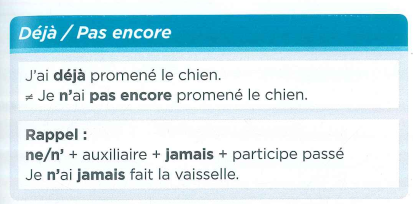 Déjà / Pas encore
J'ai déjà promené le chien.
≠ Je n'ai pas encore promené le chien.
Rappel :
ne/n' + auxiliaire + jamais + participe passé
Je n'ai jamais fait la vaisselle.